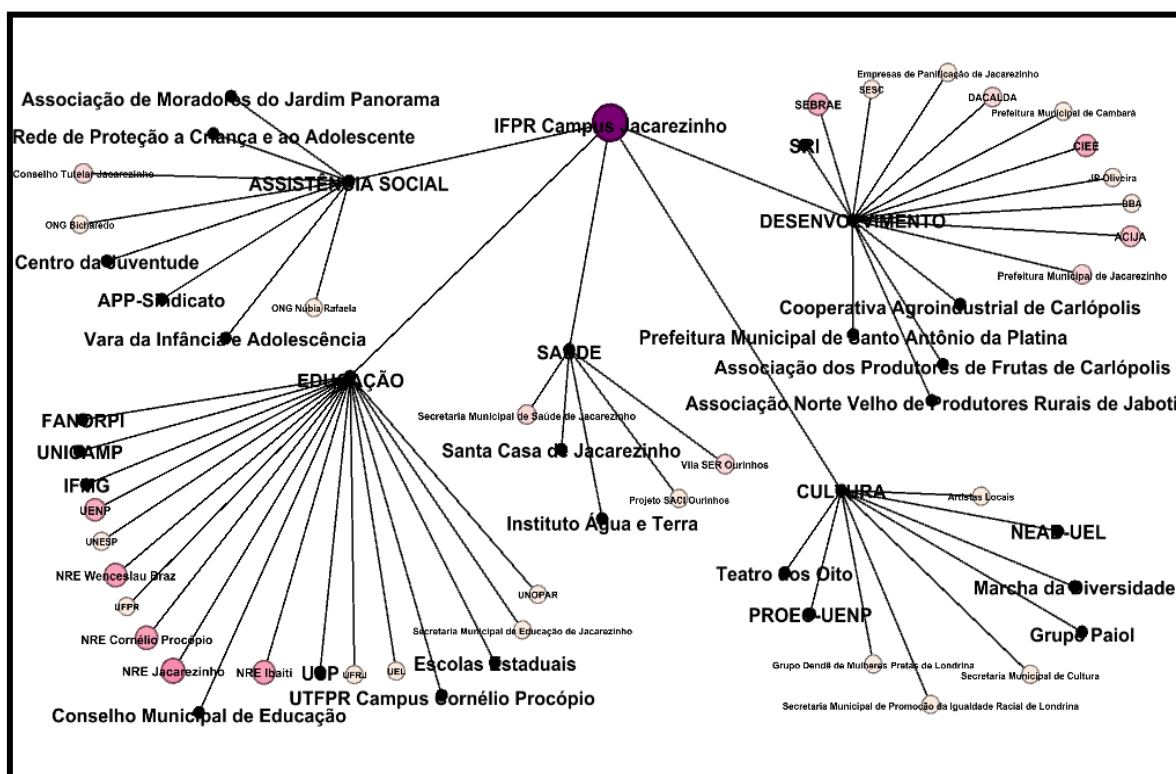 Empresas de Panificação de Jacarezinho
SESC
DACALDA
SEBRAE
Prefeitura Municipal de Cambará
Associação de Moradores do Jardim Panorama
IFPR Campus Jacarezinho
Rede de Proteção a Criança e ao Adolescente
SRI
CIEE
Conselho Tutelar Jacarezinho
ASSISTÊNCIA SOCIAL
JR Oliveira
BBA
ONG Bicharedo
DESENVOLVIMENTO
ACIJA
Centro da Juventude
Prefeitura Municipal de Jacarezinho
APP-Sindicato
ONG Núbia Rafaela
Cooperativa Agroindustrial de Carlópolis
Vara da Infância e Adolescência
Prefeitura Municipal de Santo Antônio da Platina
SAÚDE
Associação dos Produtores de Frutas de Carlópolis
EDUCAÇÃO
Associação Norte Velho de Produtores Rurais de Jaboti
FANORPI
Secretaria Municipal de Saúde de Jacarezinho
UNICAMP
Santa Casa de Jacarezinho
Vila SER Ourinhos
IFMG
CULTURA
Artistas Locais
Projeto SACI Ourinhos
UENP
Instituto Água e Terra
NEAB-UEL
UNESP
NRE Wenceslau Braz
Teatro dos Oito
Marcha da Diversidade
UNOPAR
UFPR
PROEC-UENP
Secretaria Municipal de Educação de Jacarezinho
Grupo Paiol
NRE Cornélio Procópio
Escolas Estaduais
Grupo Dendê de Mulheres Pretas de Londrina
NRE Jacarezinho
NRE Ibaiti
USP
UFRJ
UEL
Secretaria Municipal de Cultura
UTFPR Campus Cornélio Procópio
Secretaria Municipal de Promoção da Igualdade Racial de Londrina
Conselho Municipal de Educação